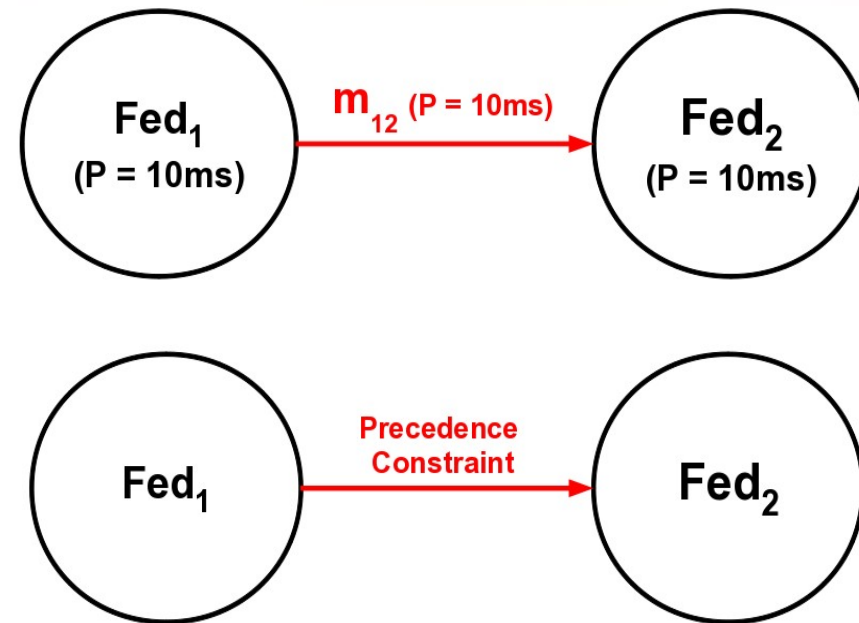 Fed₁
(P = 10ms)
m₁₂ (P = 10ms)
Fed₂
(P = 10ms)
Fed₁
Precedence
Constraint
Fed₂